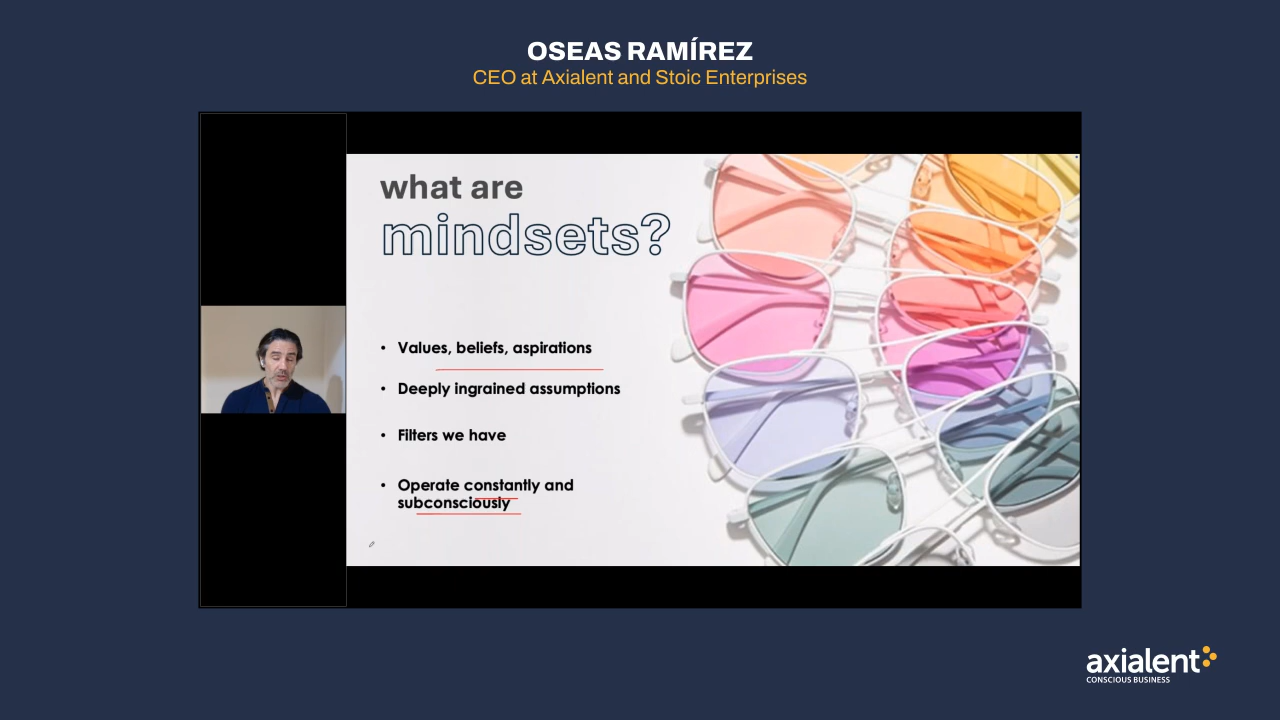 OSEAS RAMÍREZ
CEO at Axialent and Stoic Enterprises
what are
mindsets?
• Values, beliefs, aspirations
• Deeply ingrained assumptions
• Filters we have
• Operate constantly and
subconsciously
axialent
CONSCIOUS BUSINESS